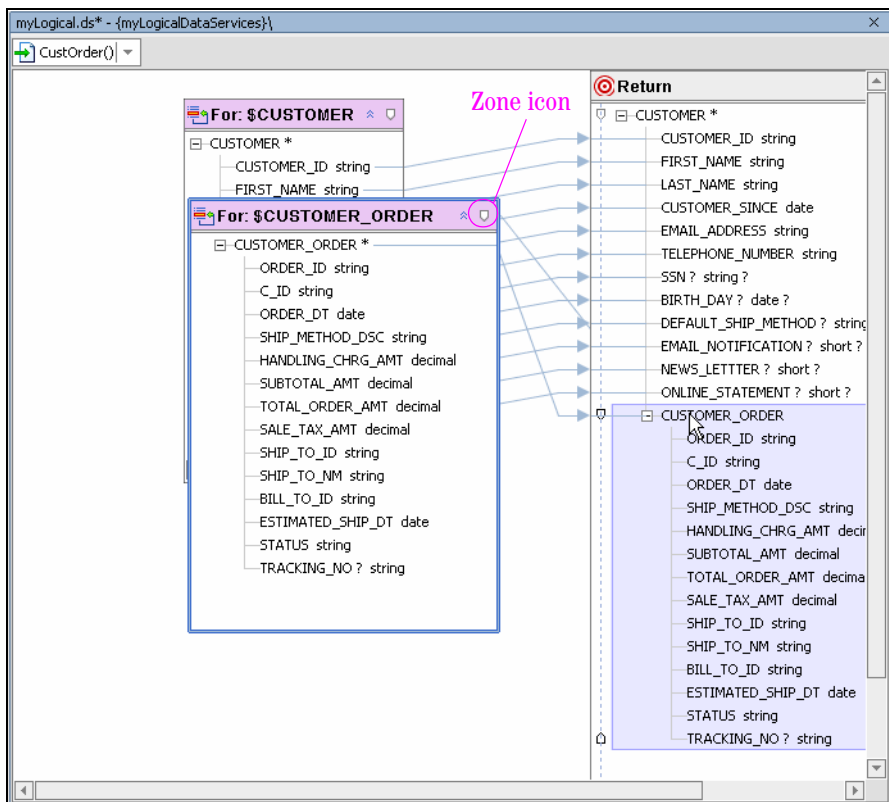 myLogical.ds* - {myLogicalDataServices}\
CustOrder()
Zone icon
For: $CUSTOMER
CUSTOMER *
CUSTOMER_ID string
FIRST_NAME string
For: $CUSTOMER_ORDER
CUSTOMER_ORDER *
ORDER_ID string
C_ID string
ORDER_DT date
SHIP_METHOD_DSC string
HANDLING_CHRG_AMT decimal
SUBTOTAL_AMT decimal
TOTAL_ORDER_AMT decimal
SALE_TAX_AMT decimal
SHIP_TO_ID string
SHIP_TO_NM string
BILL_TO_ID string
ESTIMATED_SHIP_DT date
STATUS string
TRACKING_NO ? string
Return
CUSTOMER *
CUSTOMER_ID string
FIRST_NAME string
LAST_NAME string
CUSTOMER_SINCE date
EMAIL_ADDRESS string
TELEPHONE_NUMBER string
SSN ? string ?
BIRTH_DAY ? date ?
DEFAULT_SHIP_METHOD ? string
EMAIL_NOTIFICATION ? short ?
NEWS_LETTTER ? short ?
ONLINE_STATEMENT ? short ?
CUSTOMER_ORDER
ORDER_ID string
C_ID string
ORDER_DT date
SHIP_METHOD_DSC string
HANDLING_CHRG_AMT decir
SUBTOTAL_AMT decimal
TOTAL_ORDER_AMT decima
SALE_TAX_AMT decimal
SHIP_TO_ID string
SHIP_TO_NM string
BILL_TO_ID string
ESTIMATED_SHIP_DT date
STATUS string
TRACKING_NO ? string